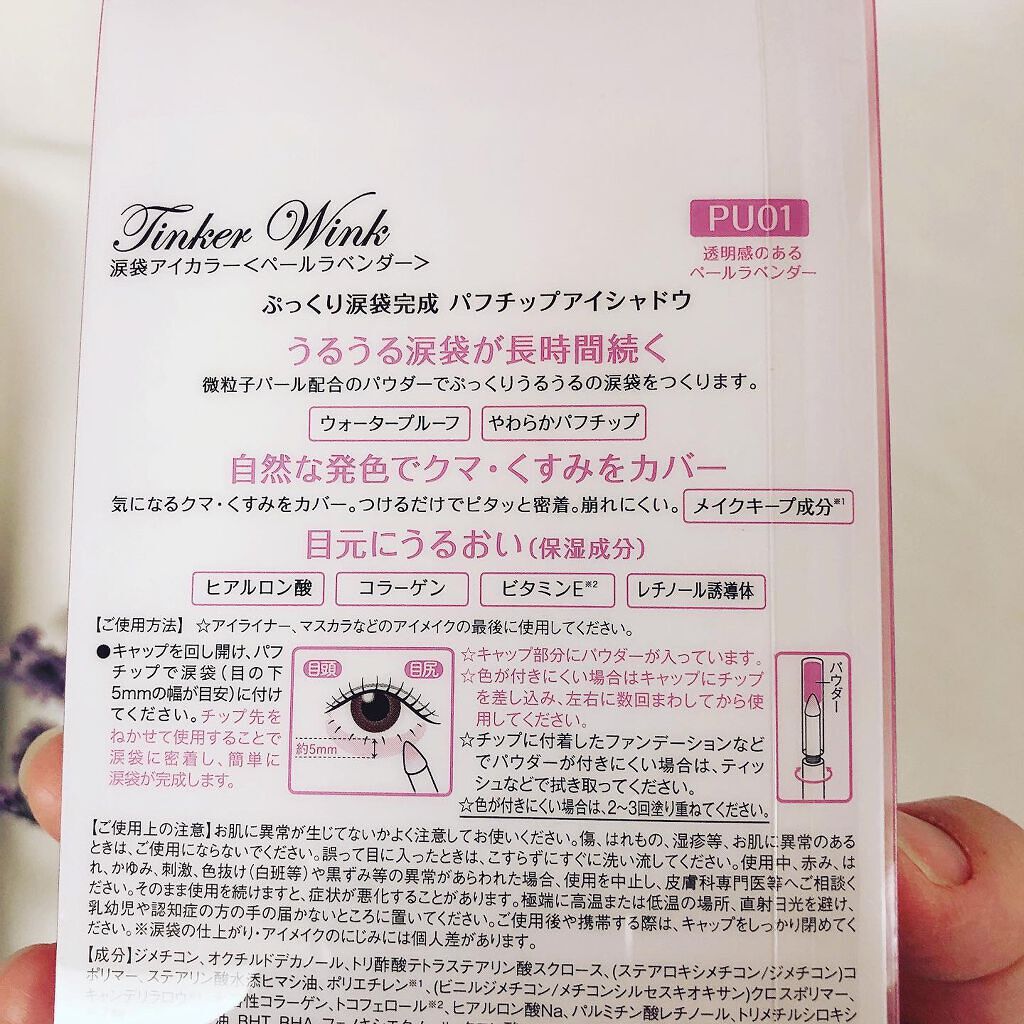 Tinker Wink
涙袋アイカラー<ペールラベンダー>
PU01
透明感のある
ペールラベンダー
ぷっくり涙袋完成 パフチップアイシャドウ
うるうる涙袋が長時間続く
微粒子パール配合のパウダーでぷっくりうるうるの涙袋をつくります。
ウォータープルーフ やわらかパフチップ
自然な発色でクマ・くすみをカバー
気になるクマ・くすみをカバー。つけるだけでピタッと密着。崩れにくい。 メイクキープ成分※1
目元にうるおい(保湿成分)
ヒアルロン酸 コラーゲン ビタミンE※2 レチノール誘導体
【ご使用方法】 ☆アイライナー、マスカラなどのアイメイクの最後に使用してください。
●キャップを回し開け、パフ
チップで涙袋(目の下
5mmの幅が目安)に付け
てください。チップ先を
ねかせて使用することで
涙袋に密着し、簡単に
涙袋が完成します。
目頭 目尻
約5mm
☆キャップ部分にパウダーが入っています。
☆色が付きにくい場合はキャップにチップ
を差し込み、左右に数回まわしてから使
用してください。
☆チップに付着したファンデーションなど
でパウダーが付きにくい場合は、ティッ
シュなどで拭き取ってください。
☆色が付きにくい場合は、2~3回塗り重ねてください。
パウダー
【ご使用上の注意】お肌に異常が生じてないかよく注意してお使いください。傷、はれもの、湿疹等、お肌に異常のある
ときは、ご使用にならないでください。誤って目に入ったときは、こすらずにすぐに洗い流してください。使用中、赤み、は
れ、かゆみ、刺激、色抜け(白班等)や黒ずみ等の異常があらわれた場合、使用を中止し、皮膚科専門医等へご相談く
ださい。そのまま使用を続けますと、症状が悪化することがあります。極端に高温または低温の場所、直射日光を避け、
乳幼児や認知症の方の手の届かないところに置いてください。ご使用後や携帯する際は、キャップをしっかり閉めてく
ださい。※涙袋の仕上がり・アイメイクのにじみには個人差があります。
【成分】ジメチコン、オクチルドデカノール、トリ酢酸テトラステアリン酸スクロース、(ステアロキシメチコン/ジメチコン)コ
ポリマー、ステアリン酸水添ヒマシ油、ポリエチレン※1、(ビニルジメチコン/メチコンシルセスキオキサン)クロスポリマー、
キャンデリラロウ 性コラーゲン、トコフェロール※2、ヒアルロン酸Na、パルミチン酸レチノール、トリメチルシロキシ
油、BHT、BHA、フェノキシエタノール